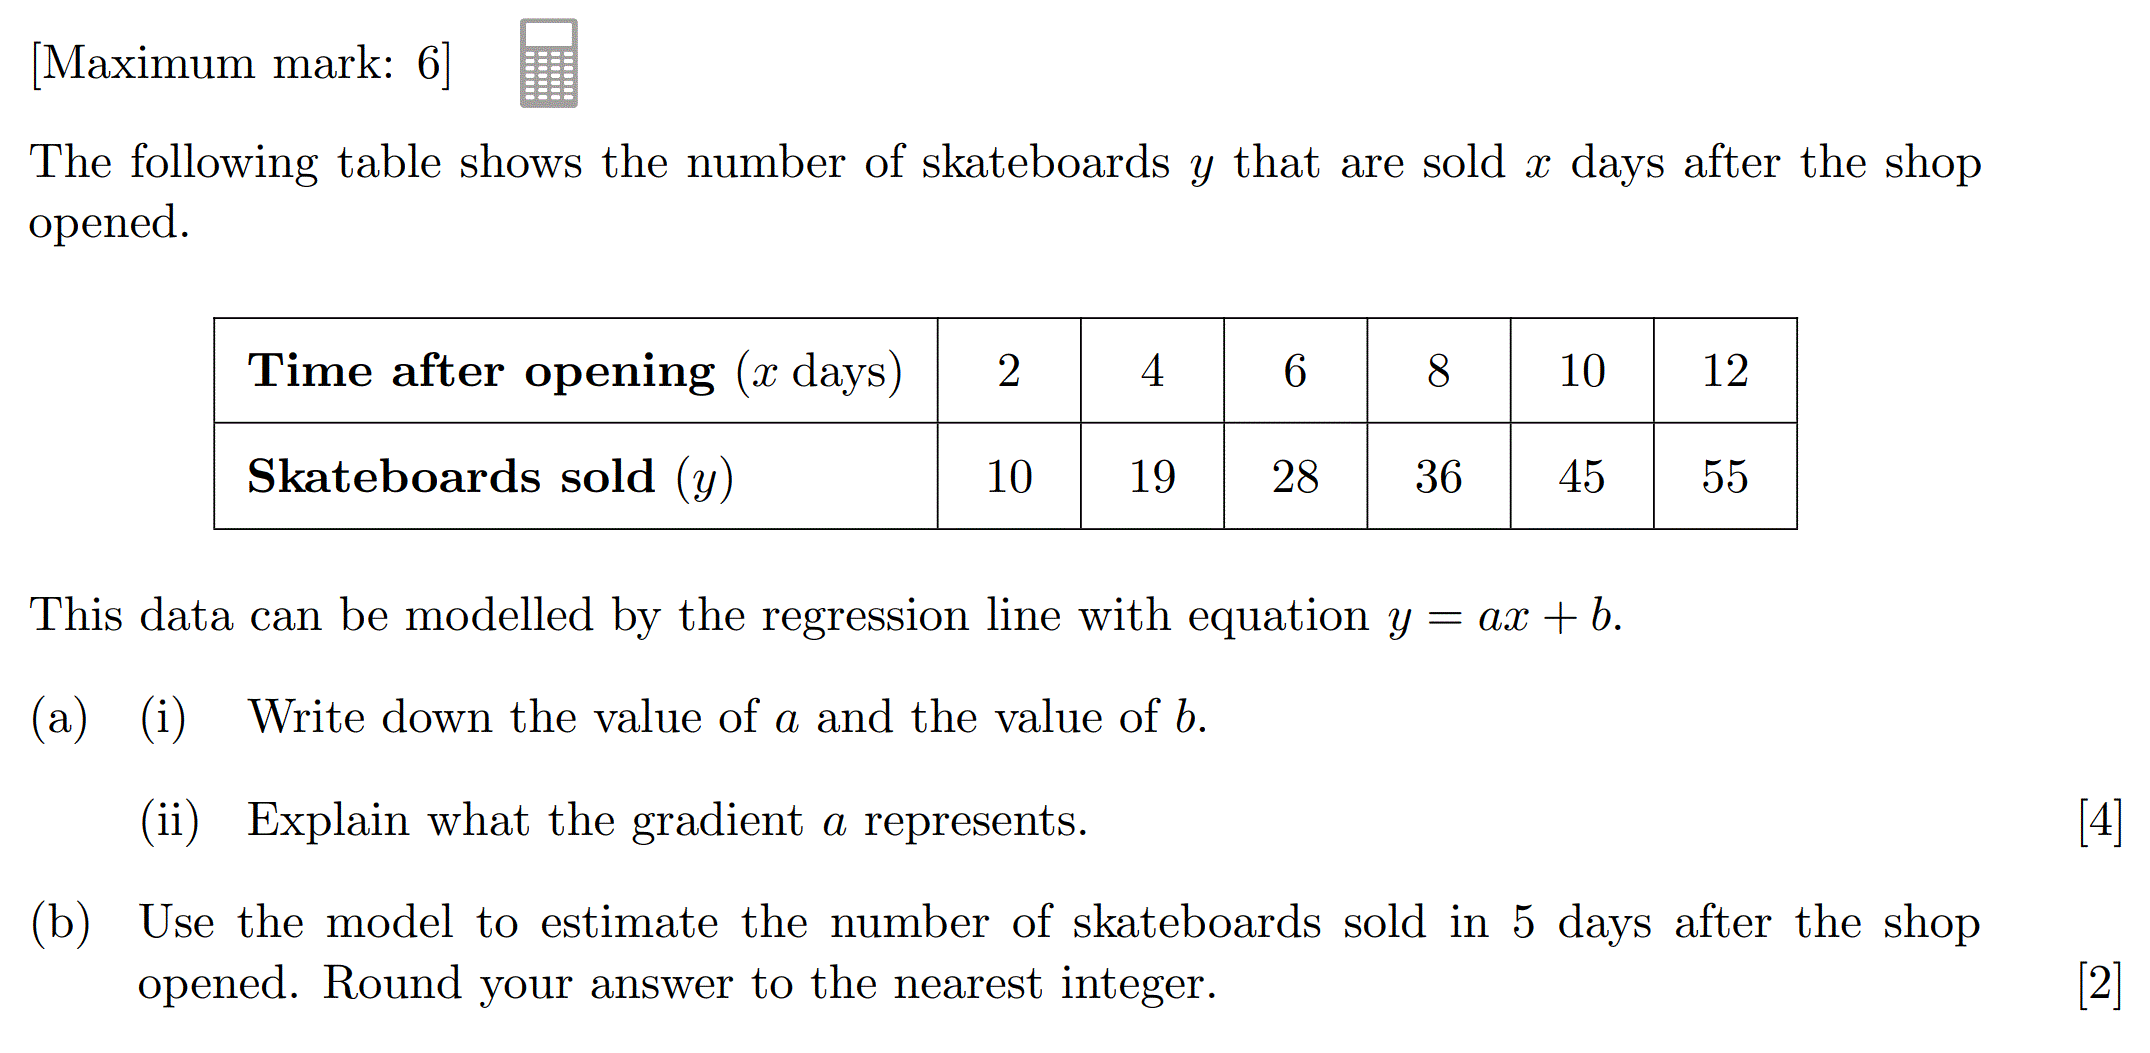 [Maximum mark: 6]
The following table shows the number of skateboards y that are sold x days after the shop
opened.
Time after opening (x days) 2 4 6 8 10 12
Skateboards sold (y) 10 19 28 36 45 55
This data can be modelled by the regression line with equation y = ax + b.
(a) (i) Write down the value of a and the value of b.
(ii) Explain what the gradient a represents. [4]
(b) Use the model to estimate the number of skateboards sold in 5 days after the shop
opened. Round your answer to the nearest integer. [2]